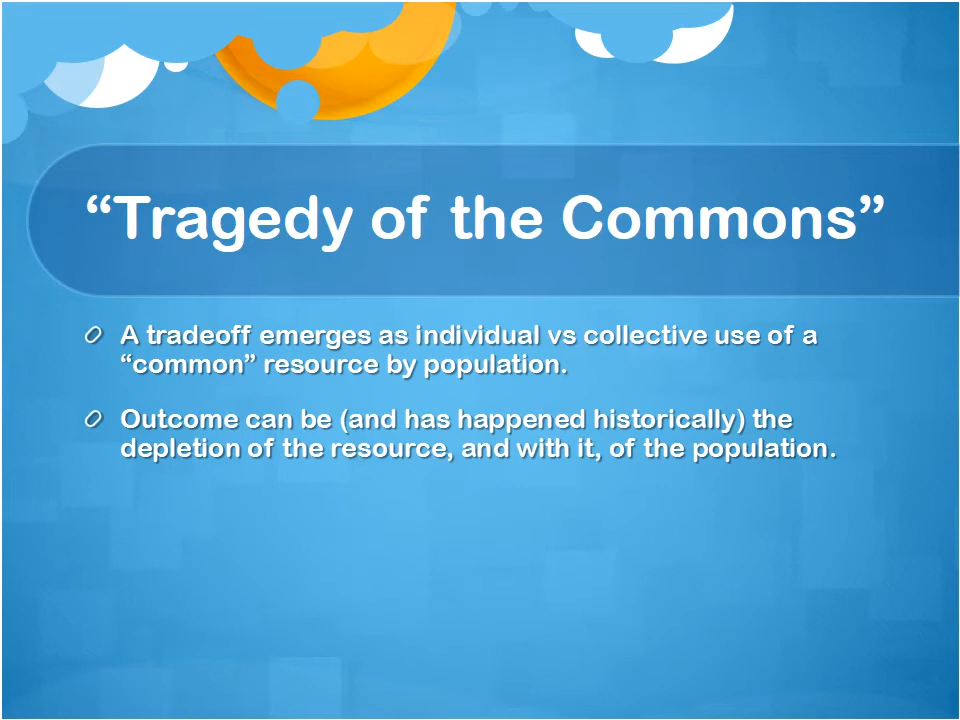 “Tragedy of the Commons”
A tradeoff emerges as individual vs collective use of a
“common” resource by population.
Outcome can be (and has happened historically) the
depletion of the resource, and with it, of the population.